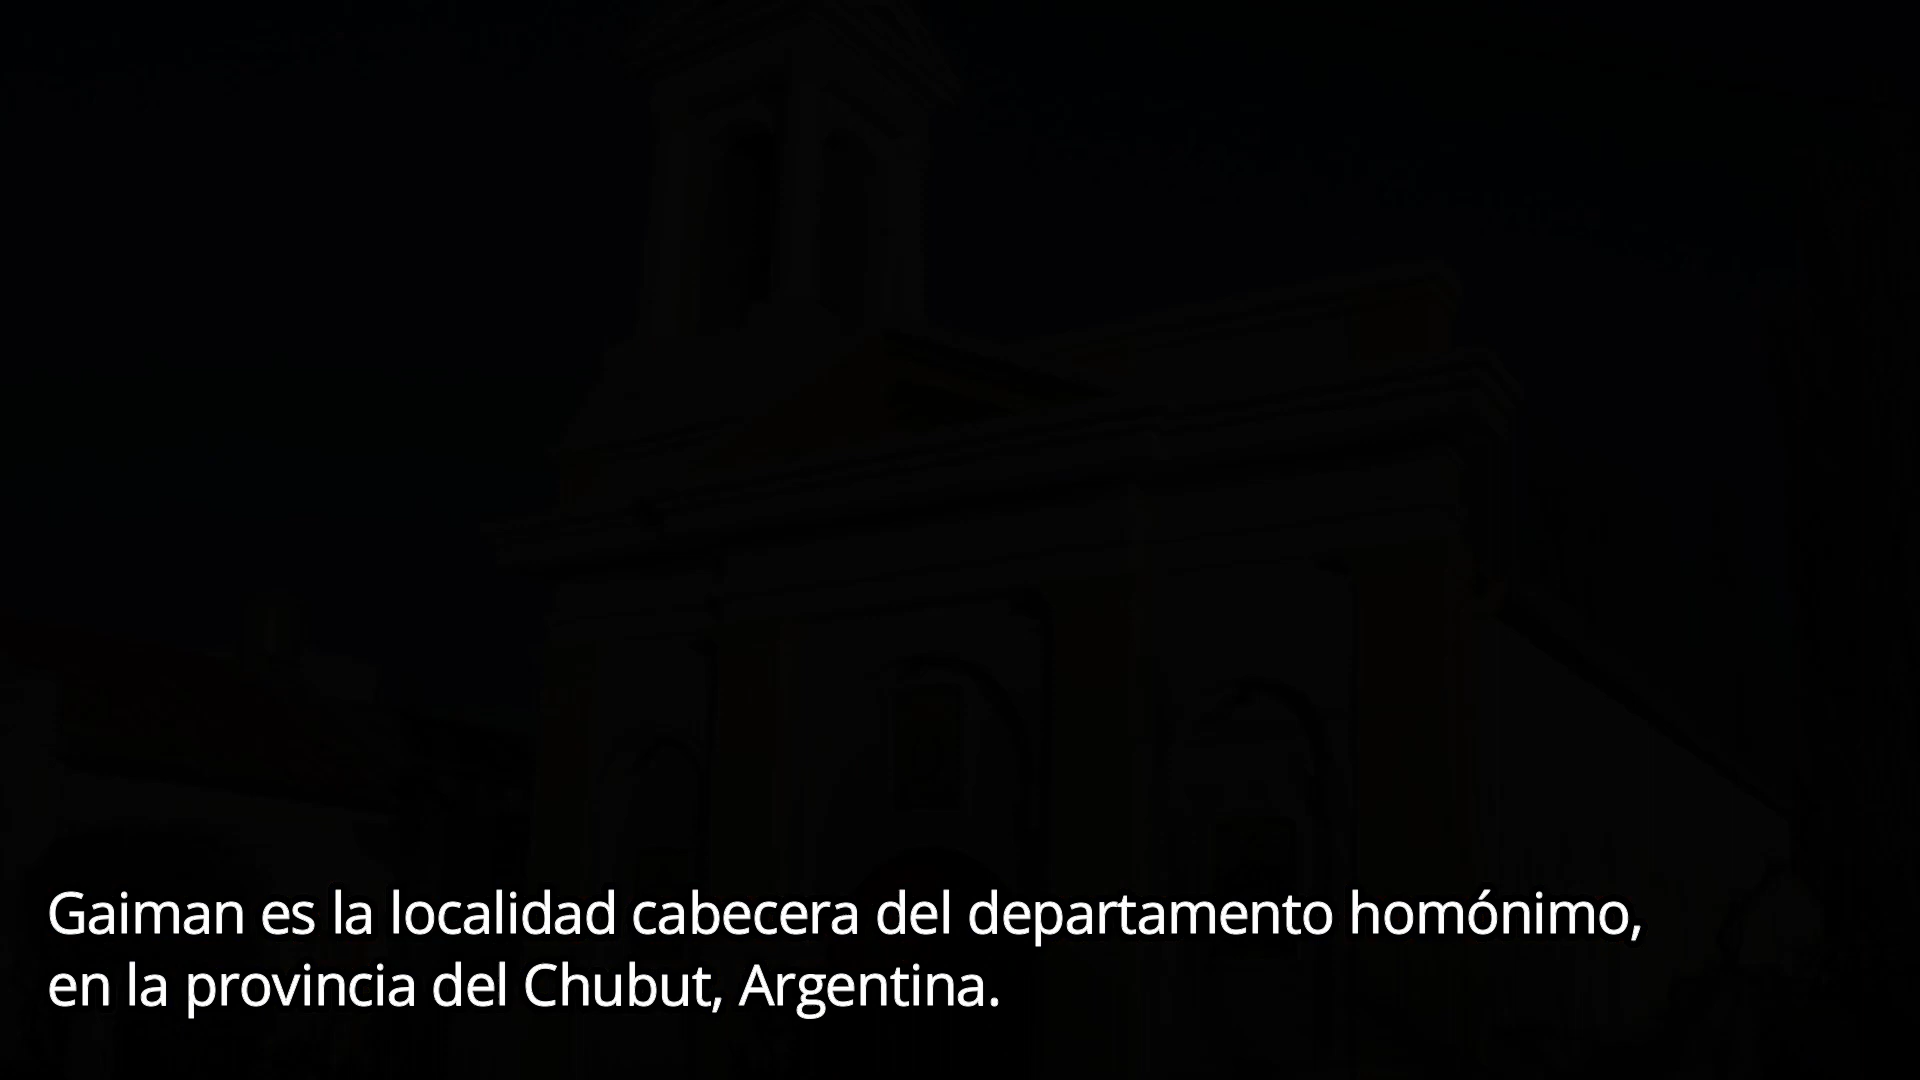 Gaiman es la localidad cabecera del departamento homónimo,
en la provincia del Chubut, Argentina.